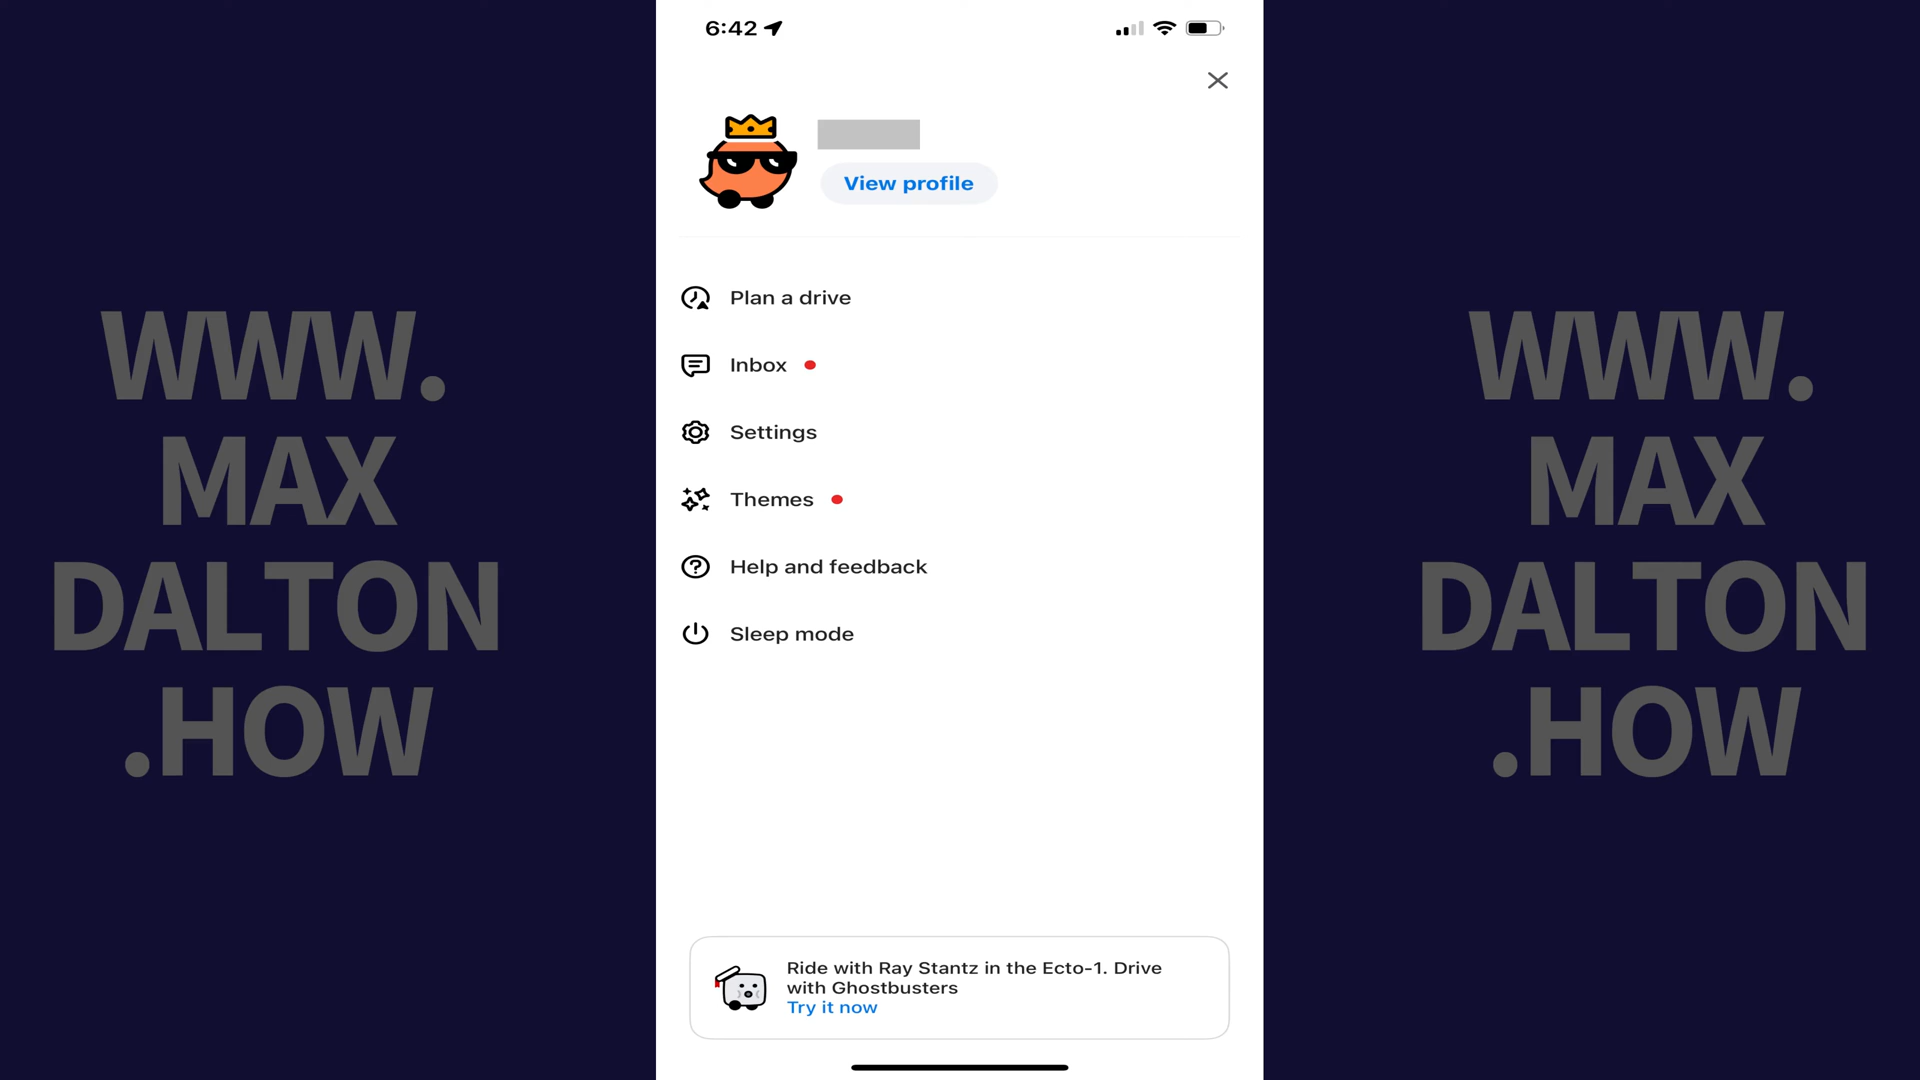 6:42
View profile
Plan a drive
Inbox
Settings
Themes
Help and feedback
Sleep mode
Ride with Ray Stantz in the Ecto-1. Drive
with Ghostbusters
Try it now
WWW.
MAX
DALTON
.HOW
WWW.
MAX
DALTON
.HOW